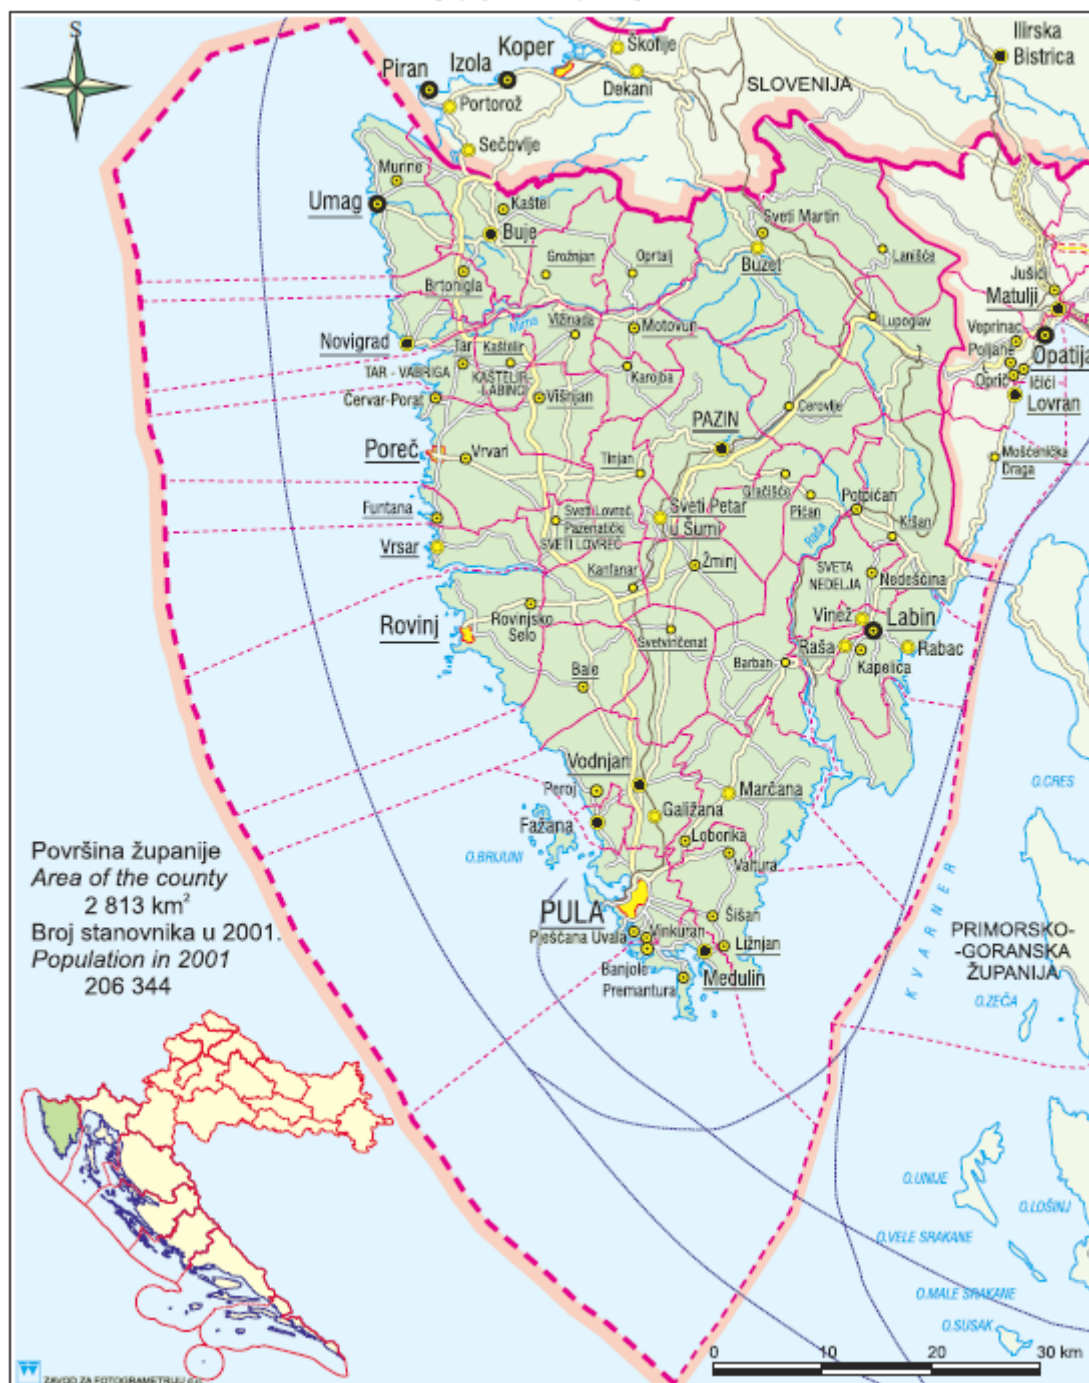 S
Škofije
Koper
Izola
Piran
Dekani
Portorož
Sečovlje
SLOVENIJA
Ilirska
Bistrica
Murine
Umag
Kaštel
Buje
Sveti Martin
Buzet
Lanišće
Grožnjan
Oprtalj
Brtonigla
Jušići
Matulji
Veprinac
Opatija
Poljane
Oprič
Ičići
Lovran
Mošćenička
Draga
Lupoglav
Mirna
Vižinada
Motovun
Novigrad
Tar
Kaštelir
TAR - VABRIGA
KAŠTELIR-
-LABINCI
Karojba
Červar-Porat
Višnjan
Cerovlje
PAZIN
Poreč
Vrvari
Tinjan
Gračišće
Pićan
Potpićan
Kršan
Raša
Funtana
Sveti Lovreč
Pazenatički
SVETI LOVREČ
Sveti Petar
u Šumi
Vrsar
Kanfanar
Žminj
SVETA
NEDELJA
Nedešćina
Rovinj
Rovinjsko
Selo
Svetvinčenat
Vinež
Labin
Raša
Kapelica
Rabac
Barban
Bale
Vodnjan
Peroj
Marčana
Galižana
Fažana
Loborika
Valtura
O.BRIJUNI
O.CRES
PULA
Šišan
Pješčana Uvala
Vinkuran
Ližnjan
Banjole
Medulin
Premantura
KVARNER
PRIMORSKO-
-GORANSKA
ŽUPANIJA
O.ZEČA
Površina županije
Area of the county
2 813 km²
Broj stanovnika u 2001.
Population in 2001
206 344
O.UNIJE
O.LOŠINJ
O.VELE SRAKANE
O.MALE SRAKANE
O.SUSAK
0 10 20 30 km
ZAVOD ZA FOTOGRAMETRIJU d.d.